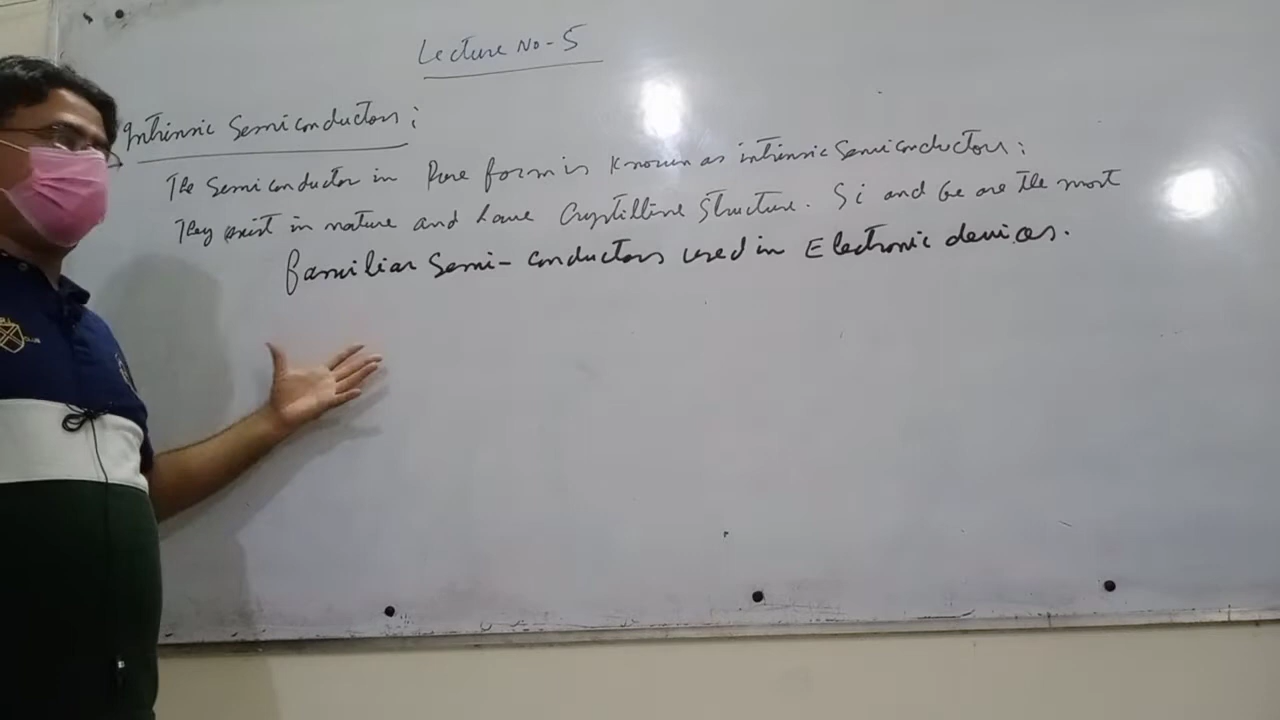 Lecture No-5
Intrinsic Semiconductors:
The Semiconductor in Pure form is known as intrinsic Semiconductors:
They exist in nature and have Crystilline Structure. Si and Ge are the most
familiar Semi-conductors used in Electronic devices.